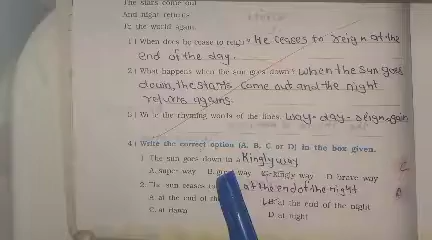 The stars come out
And night returns
To the world again.
1) When does he cease to reign? He ceases to reign at the
end of the day.
2) What happens when the sun goes down? When the sun goes
down, the stars come out and the night
returns agains.
3) Write the rhyming words of the lines. way - day - reign - again
4) Write the correct option (A, B, C or D) in the box given.
1 The sun goes down in a Kingly way
A. Super way B. way C. Kingly way D brave way
2 The sun ceases at the end of the night
A. at the end of the B. at the end of the night
C. at dawn D at night